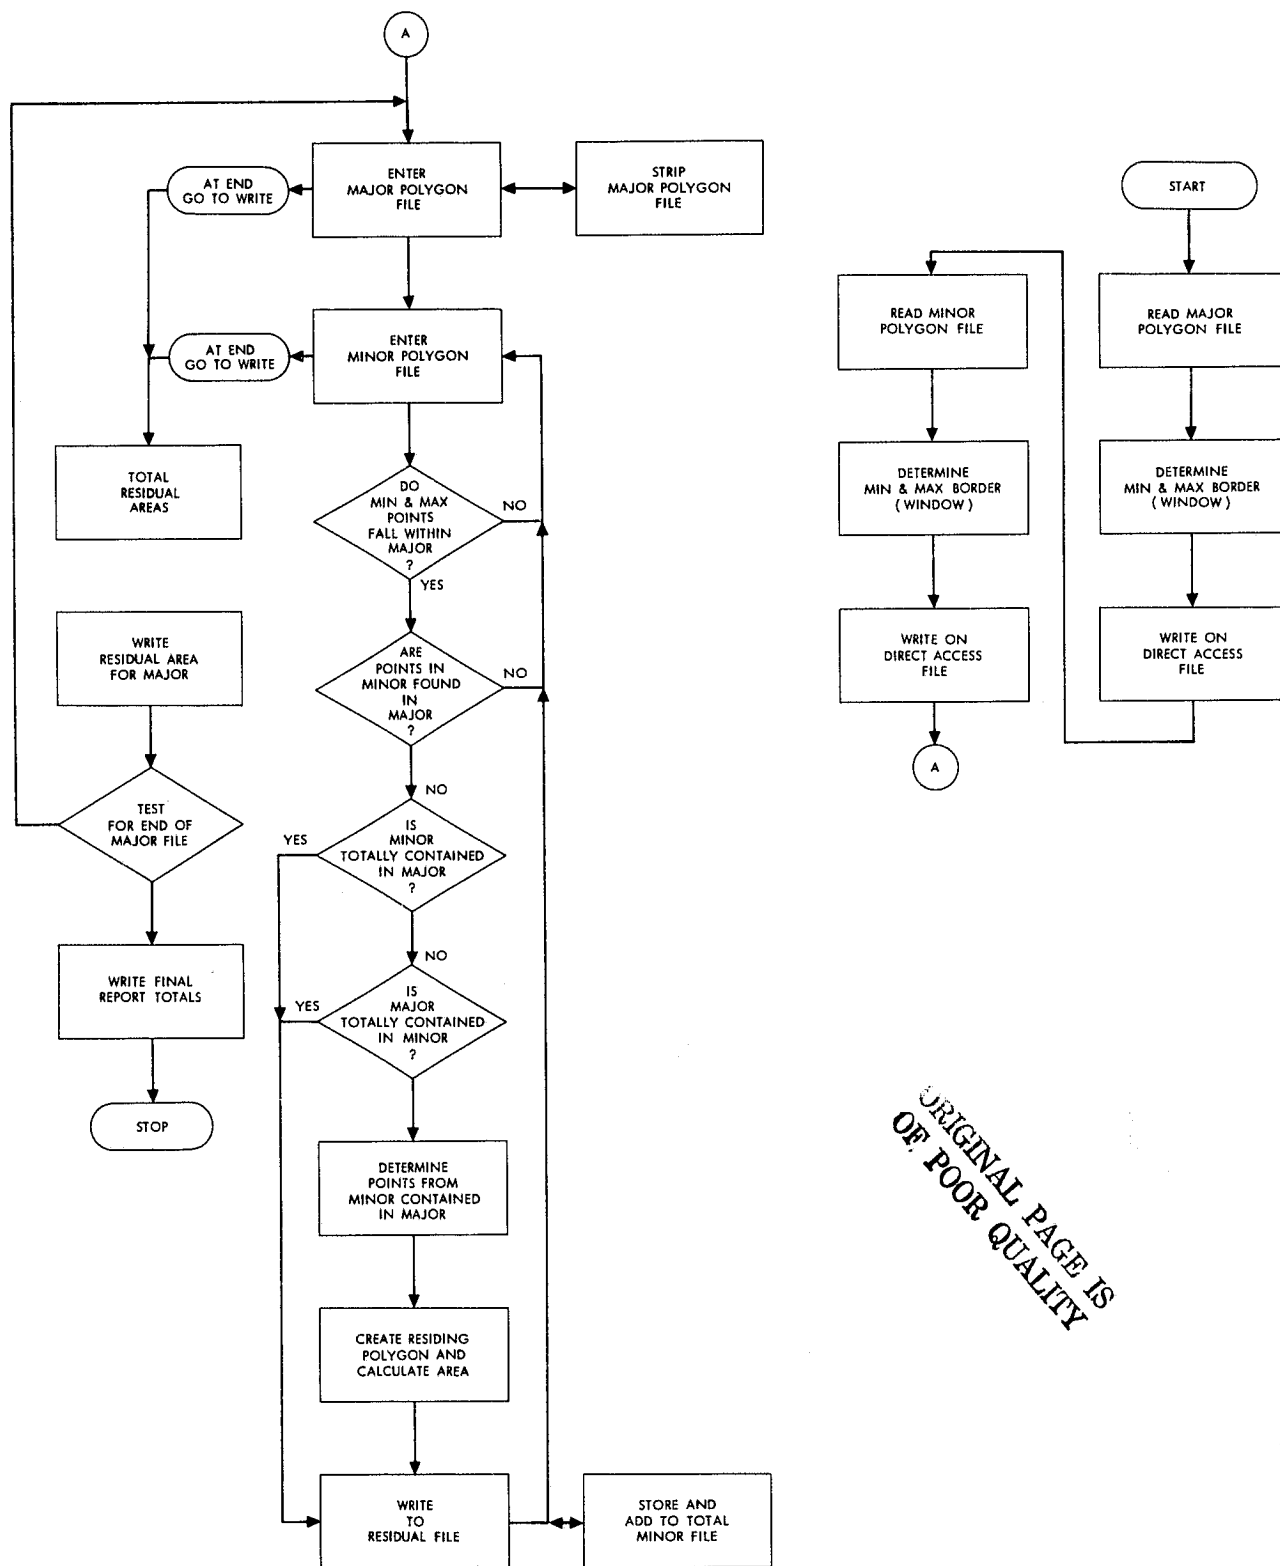 A
ENTER
MAJOR POLYGON
FILE
STRIP
MAJOR POLYGON
FILE
AT END
GO TO WRITE
ENTER
MINOR POLYGON
FILE
AT END
GO TO WRITE
TOTAL
RESIDUAL
AREAS
DO
MIN & MAX
POINTS
FALL WITHIN
MAJOR
?
NO
YES
WRITE
RESIDUAL AREA
FOR MAJOR
ARE
POINTS IN
MINOR FOUND
IN
MAJOR
?
NO
NO
TEST
FOR END OF
MAJOR FILE
YES
IS
MINOR
TOTALLY CONTAINED
IN MAJOR
?
NO
WRITE FINAL
REPORT TOTALS
YES
IS
MAJOR
TOTALLY CONTAINED
IN MINOR
?
STOP
DETERMINE
POINTS FROM
MINOR CONTAINED
IN MAJOR
CREATE RESIDING
POLYGON AND
CALCULATE AREA
WRITE
TO
RESIDUAL FILE
STORE AND
ADD TO TOTAL
MINOR FILE
START
READ MAJOR
POLYGON FILE
DETERMINE
MIN & MAX BORDER
(WINDOW)
WRITE ON
DIRECT ACCESS
FILE
READ MINOR
POLYGON FILE
DETERMINE
MIN & MAX BORDER
(WINDOW)
WRITE ON
DIRECT ACCESS
FILE
A
ORIGINAL PAGE IS
OF POOR QUALITY